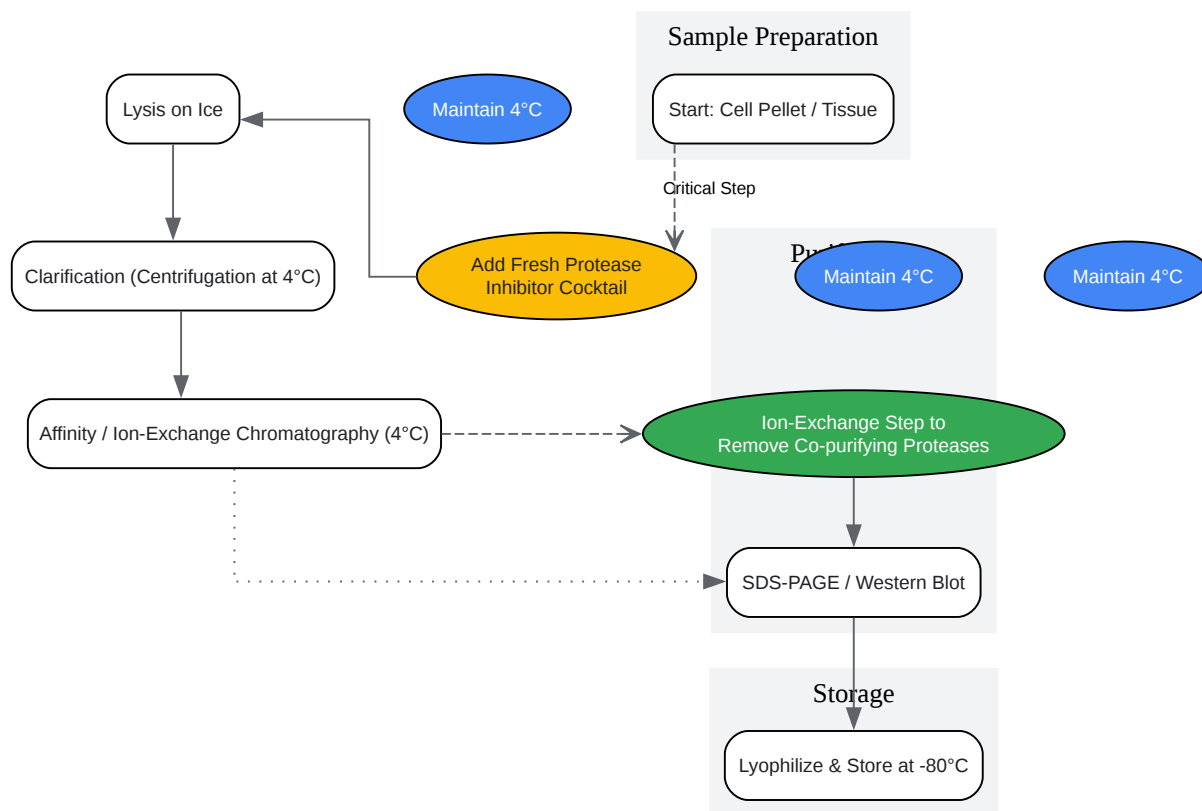 Sample Preparation
Lysis on Ice
Maintain 4°C
Start: Cell Pellet / Tissue
Critical Step
Clarification (Centrifugation at 4°C)
Add Fresh Protease
Inhibitor Cocktail
Maintain 4°C
Maintain 4°C
Affinity / Ion-Exchange Chromatography (4°C)
Ion-Exchange Step to
Remove Co-purifying Proteases
SDS-PAGE / Western Blot
Storage
Lyophilize & Store at -80°C